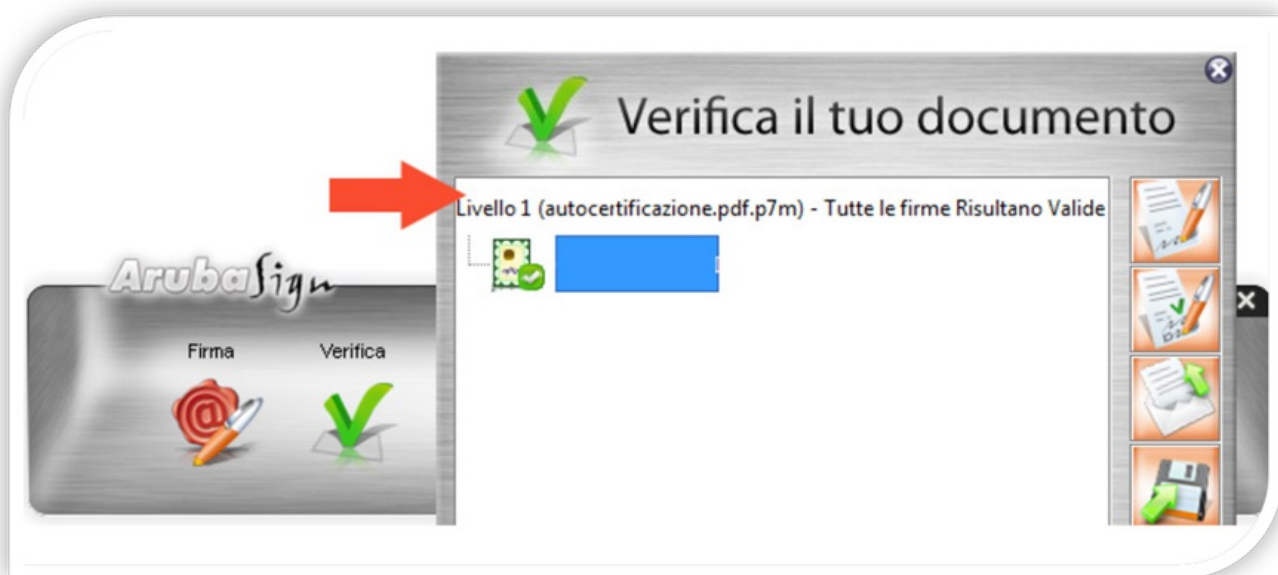 Verifica il tuo documento
Livello 1 (autocertificazione.pdf.p7m) - Tutte le firme Risultano Valide
ArubaSign
Firma
Verifica